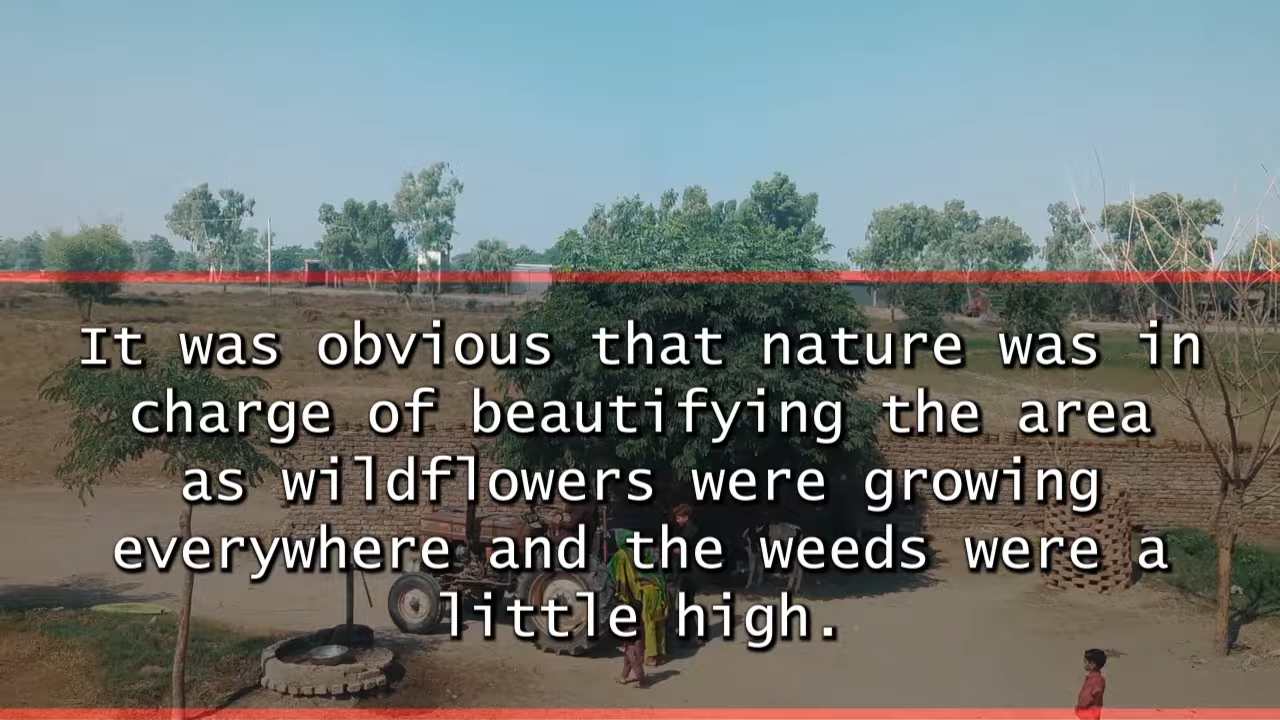 It was obvious that nature was in
charge of beautifying the area
as wildflowers were growing
everywhere and the weeds were a
little high.